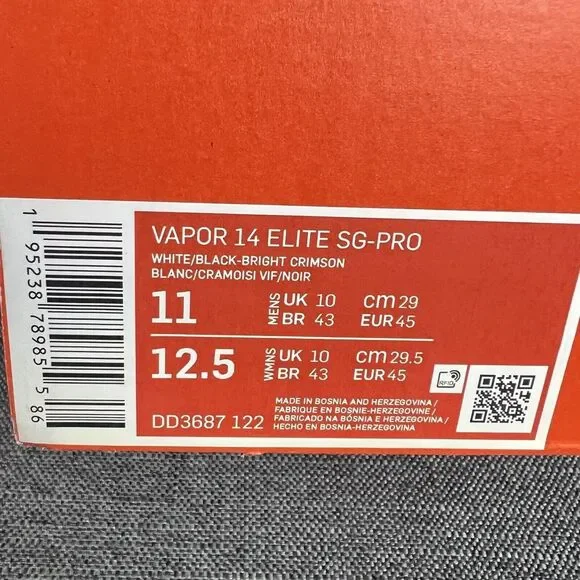 VAPOR 14 ELITE SG-PRO
WHITE/BLACK-BRIGHT CRIMSON
BLANC/CRAMOISI VIF/NOIR
11 MENS UK 10 CM 29
BR 43 EUR 45
12.5 WMNS UK 10 CM 29.5
BR 43 EUR 45
RFID
DD3687 122
MADE IN BOSNIA AND HERZEGOVINA /
FABRIQUE EN BOSNIE-HERZEGOVINE /
FABRICADO NA BÓSNIA E HERZEGOVINA /
HECHO EN BOSNIA-HERZEGOVINA
1 95238 78985 5 86